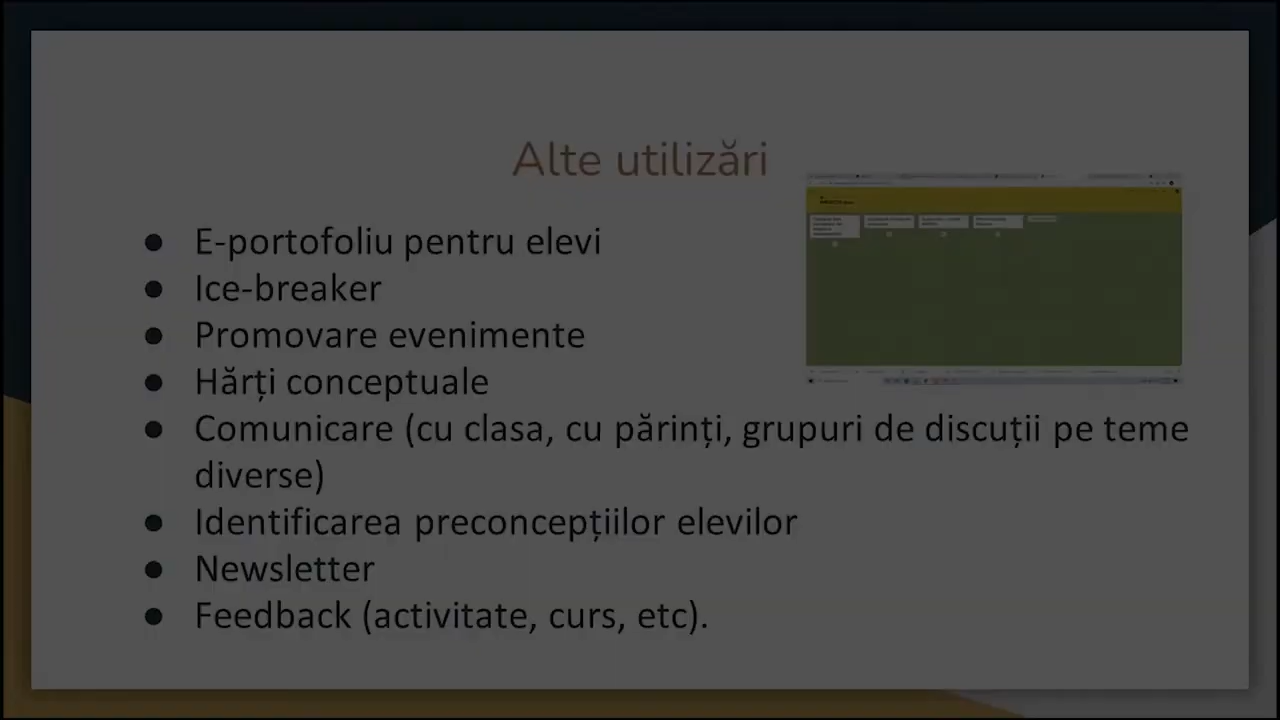 Alte utilizări
● E-portofoliu pentru elevi
● Ice-breaker
● Promovare evenimente
● Hărți conceptuale
● Comunicare (cu clasa, cu părinți, grupuri de discuții pe teme
diverse)
● Identificarea preconcepțiilor elevilor
● Newsletter
● Feedback (activitate, curs, etc).